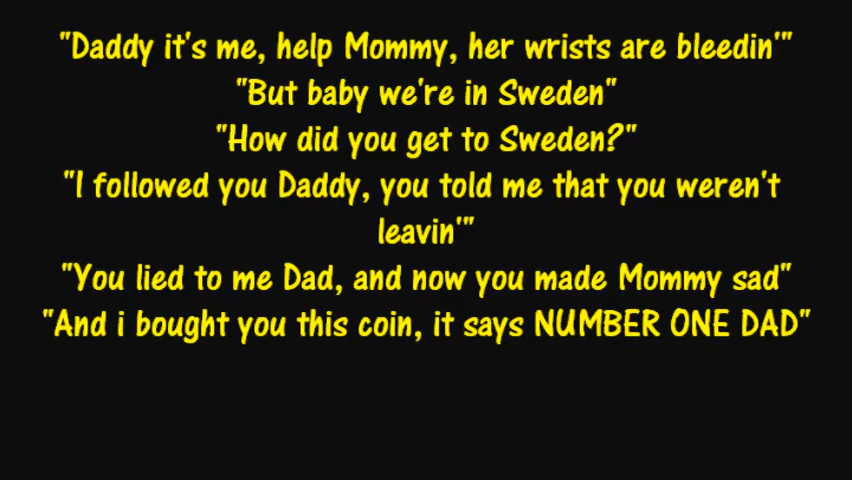 "Daddy it's me, help Mommy, her wrists are bleedin'"
"But baby we're in Sweden"
"How did you get to Sweden?"
"I followed you Daddy, you told me that you weren't
leavin'"
"You lied to me Dad, and now you made Mommy sad"
"And i bought you this coin, it says NUMBER ONE DAD"